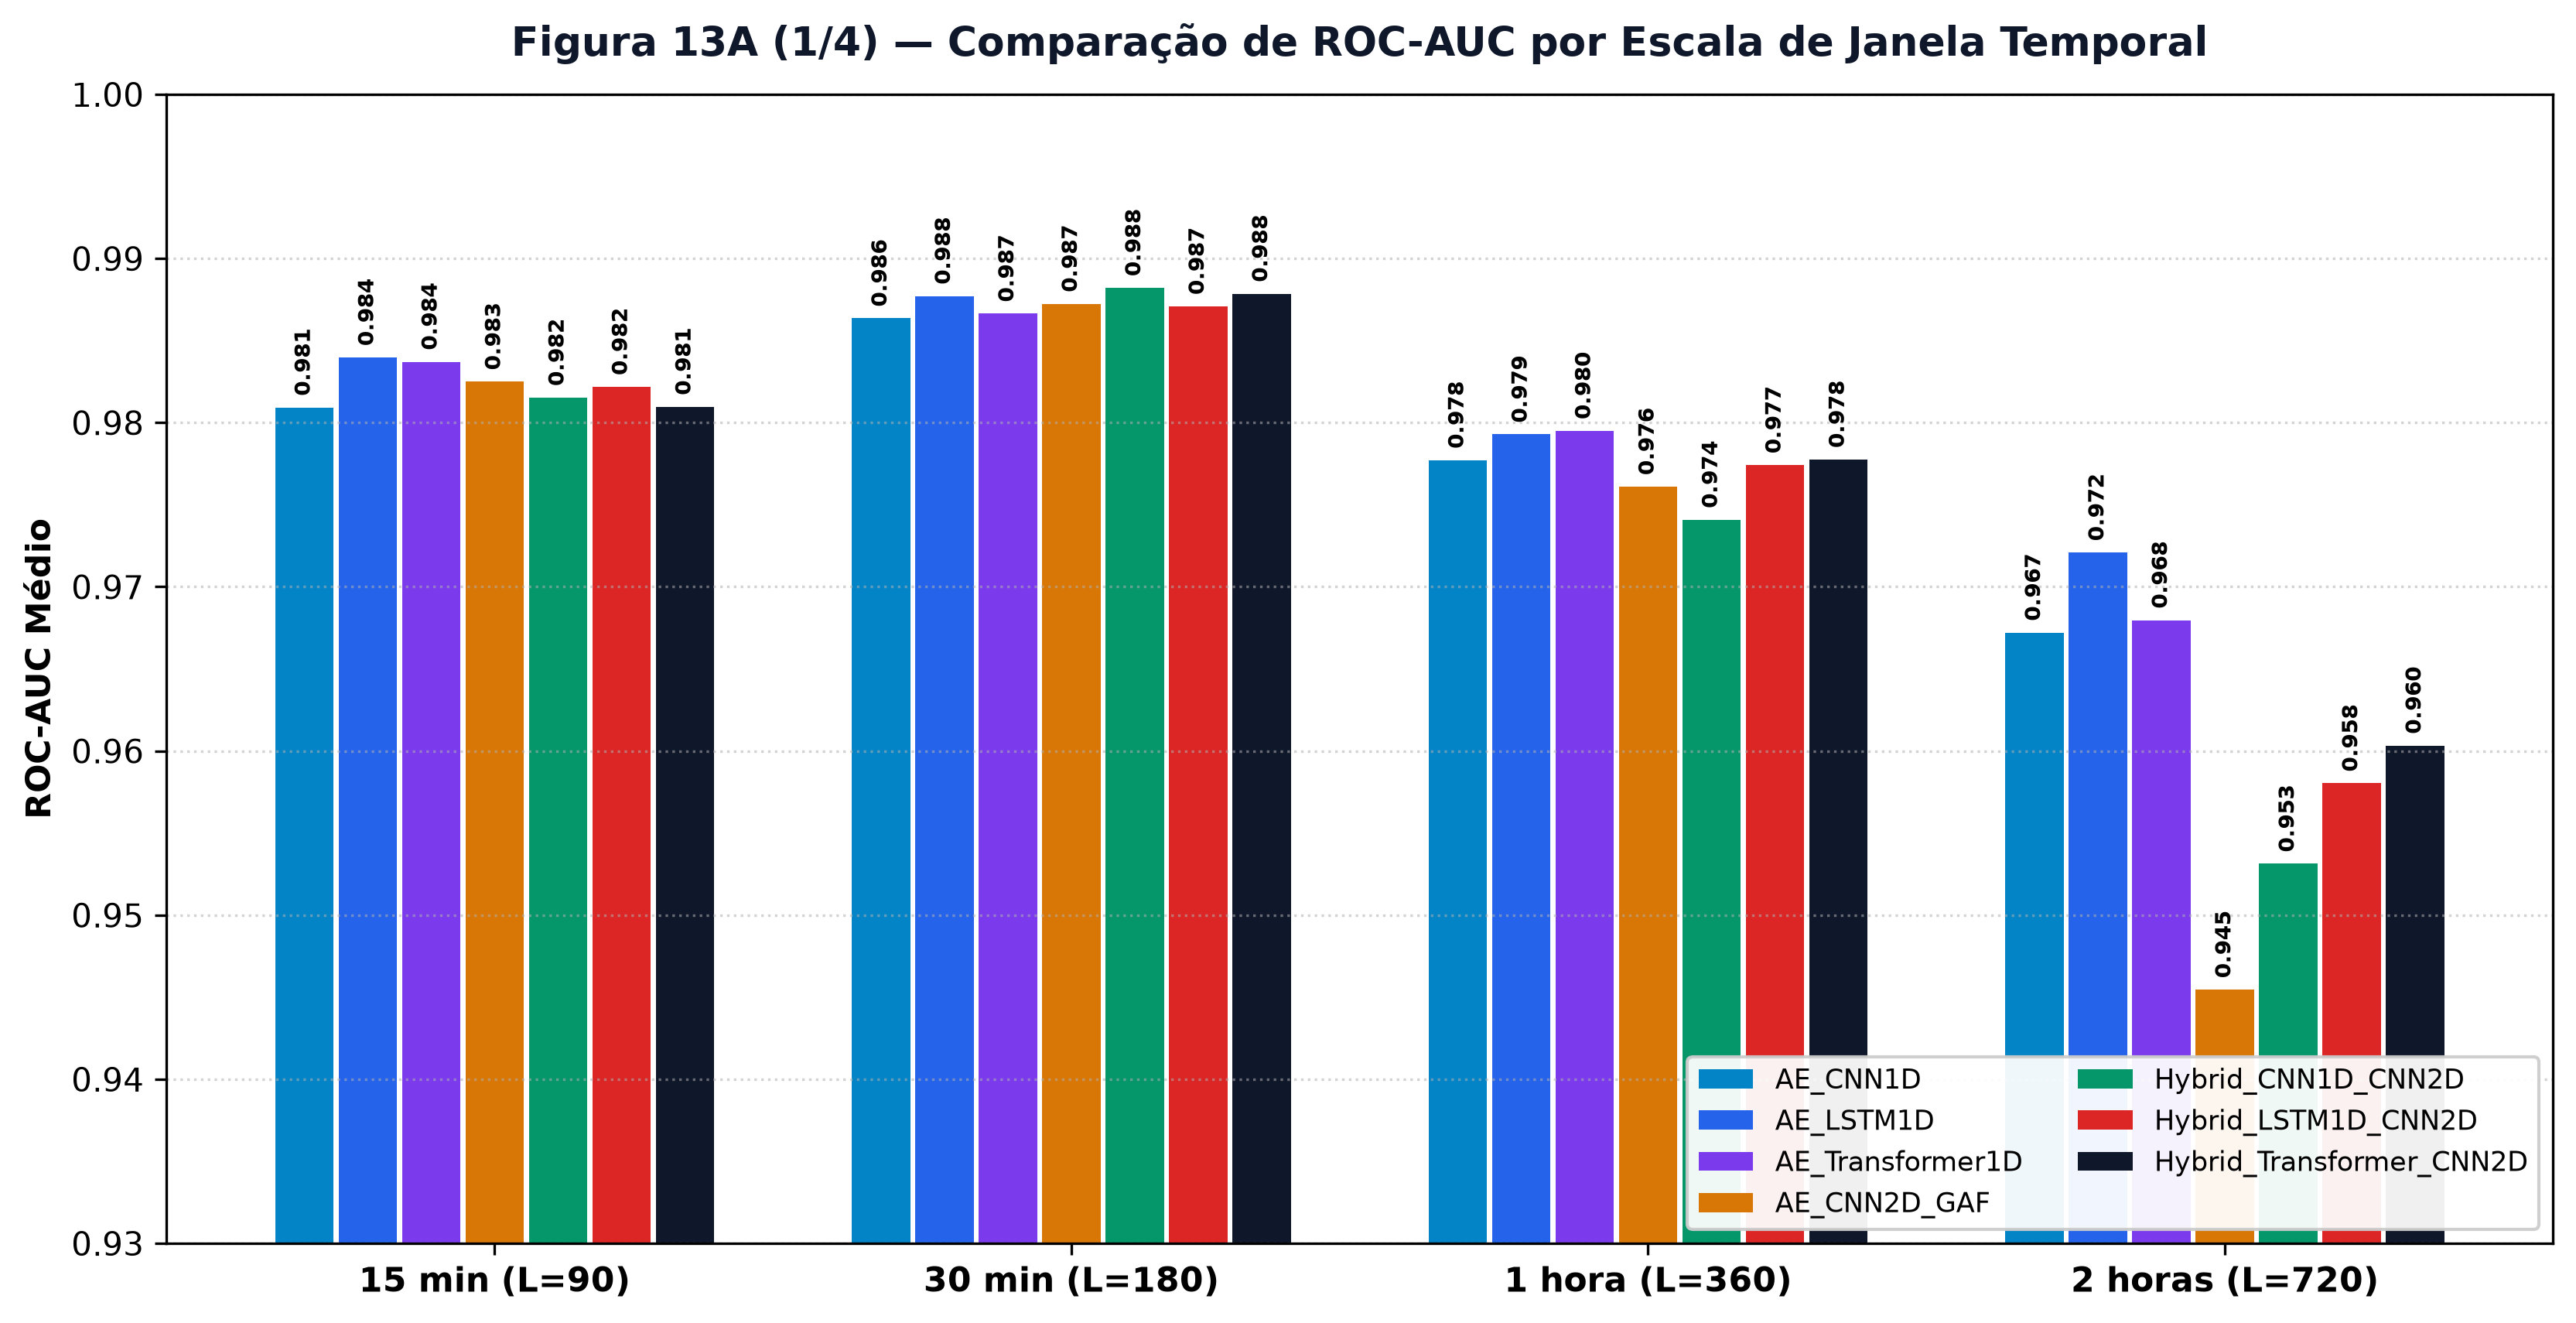 Figura 13A (1/4) — Comparação de ROC-AUC por Escala de Janela Temporal
ROC-AUC Médio
1.00
0.99
0.98
0.97
0.96
0.95
0.94
0.93
0.981
0.984
0.984
0.983
0.982
0.982
0.981
0.986
0.988
0.987
0.987
0.988
0.987
0.988
0.978
0.979
0.980
0.976
0.974
0.977
0.978
0.967
0.972
0.968
0.945
0.953
0.958
0.960
15 min (L=90)
30 min (L=180)
1 hora (L=360)
2 horas (L=720)
AE_CNN1D
AE_LSTM1D
AE_Transformer1D
AE_CNN2D_GAF
Hybrid_CNN1D_CNN2D
Hybrid_LSTM1D_CNN2D
Hybrid_Transformer_CNN2D